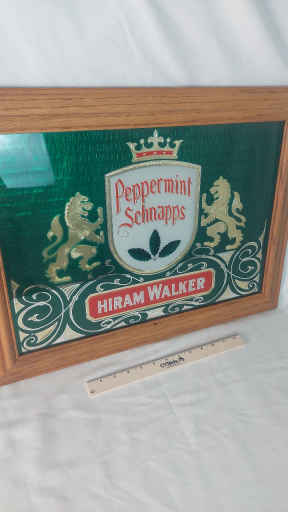 Peppermint
Schnapps
HIRAM WALKER